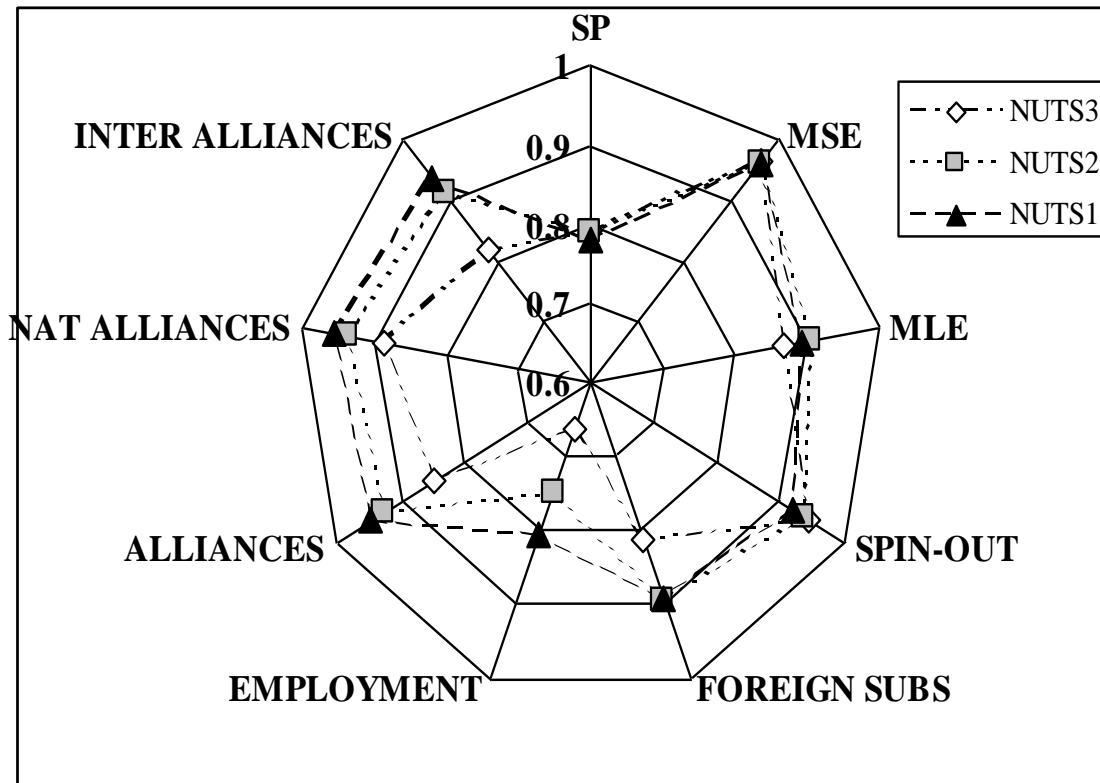 SP
1
NUTS3
INTER ALLIANCES
MSE
0.9
NUTS2
0.8
NUTS1
0.7
NAT ALLIANCES
MLE
0.6
ALLIANCES
SPIN-OUT
EMPLOYMENT
FOREIGN SUBS